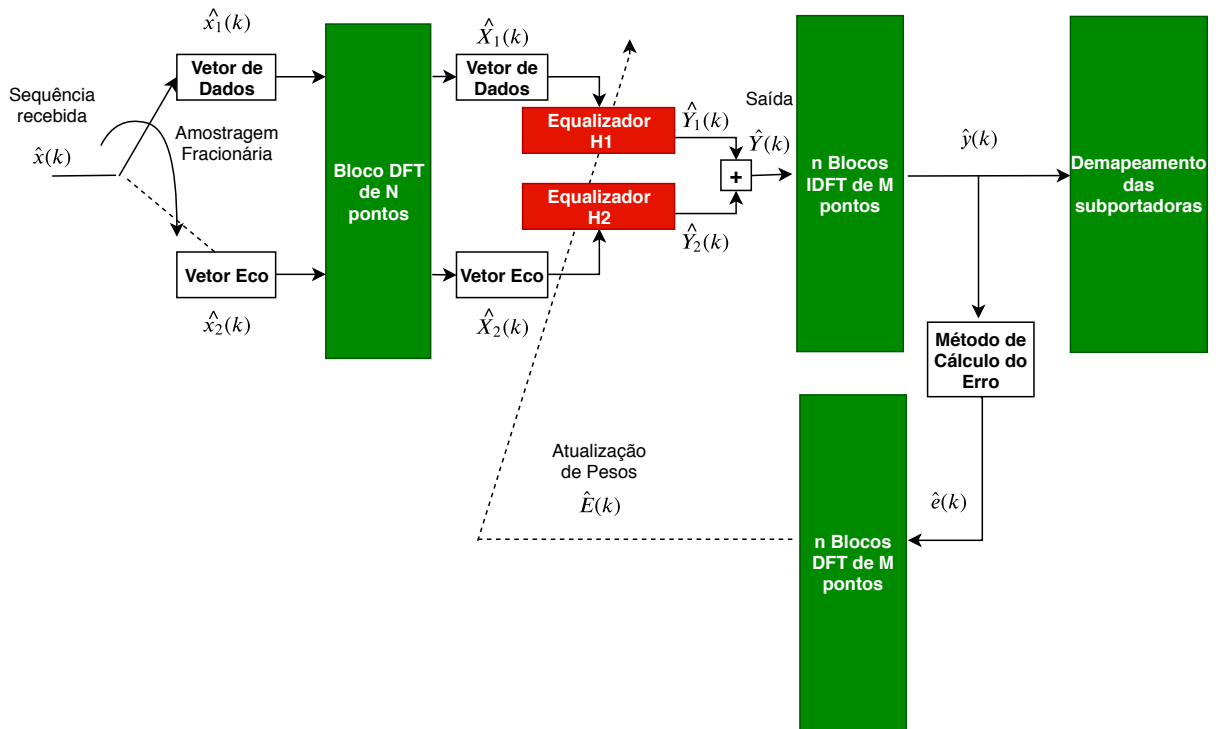 x̂₁(k)
X̂₁(k)
Vetor de
Dados
Vetor de
Dados
Sequência
recebida
Amostragem
Fracionária
x̂(k)
Bloco DFT
de N
pontos
Equalizador
H1
Ŷ₁(k)
Saída
Ŷ(k)
+
Equalizador
H2
Ŷ₂(k)
n Blocos
IDFT de M
pontos
ŷ(k)
Demapeamento
das
subportadoras
Vetor Eco
Vetor Eco
x̂₂(k)
X̂₂(k)
Método de
Cálculo do
Erro
Atualização
de Pesos
Ê(k)
ê(k)
n Blocos
DFT de M
pontos